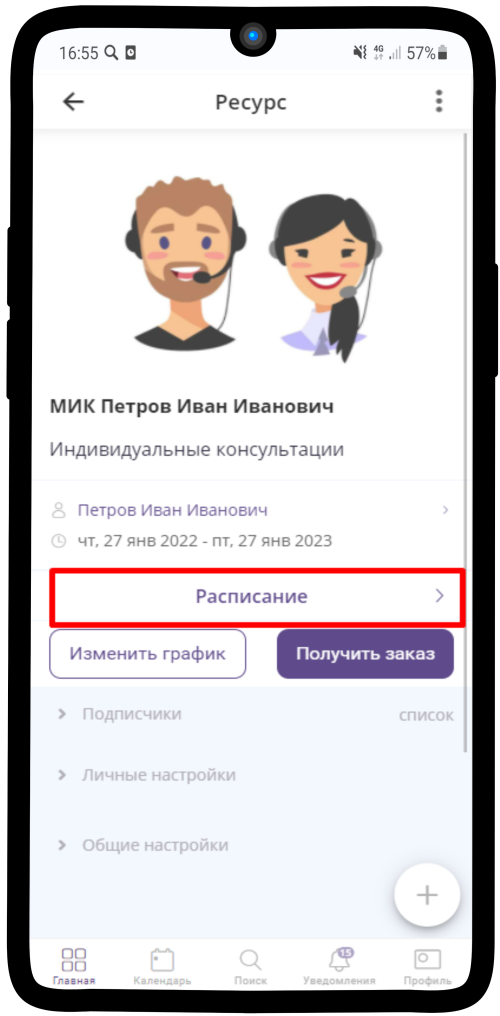 16:55 4G 57%
Ресурс
МИК Петров Иван Иванович
Индивидуальные консультации
Петров Иван Иванович
чт, 27 янв 2022 - пт, 27 янв 2023
Расписание
Изменить график Получить заказ
Подписчики список
Личные настройки
Общие настройки
15
Главная Календарь Поиск Уведомления Профиль